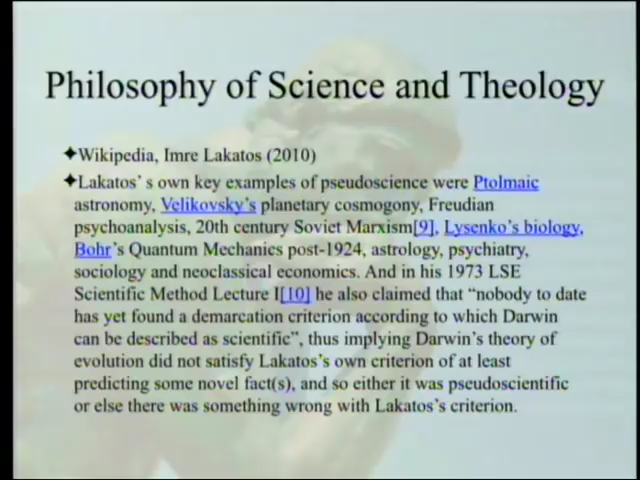 Philosophy of Science and Theology
✦Wikipedia, Imre Lakatos (2010)
✦Lakatos' s own key examples of pseudoscience were Ptolmaic
astronomy, Velikovsky's planetary cosmogony, Freudian
psychoanalysis, 20th century Soviet Marxism[9], Lysenko's biology,
Bohr's Quantum Mechanics post-1924, astrology, psychiatry,
sociology and neoclassical economics. And in his 1973 LSE
Scientific Method Lecture I[10] he also claimed that “nobody to date
has yet found a demarcation criterion according to which Darwin
can be described as scientific”, thus implying Darwin's theory of
evolution did not satisfy Lakatos's own criterion of at least
predicting some novel fact(s), and so either it was pseudoscientific
or else there was something wrong with Lakatos's criterion.